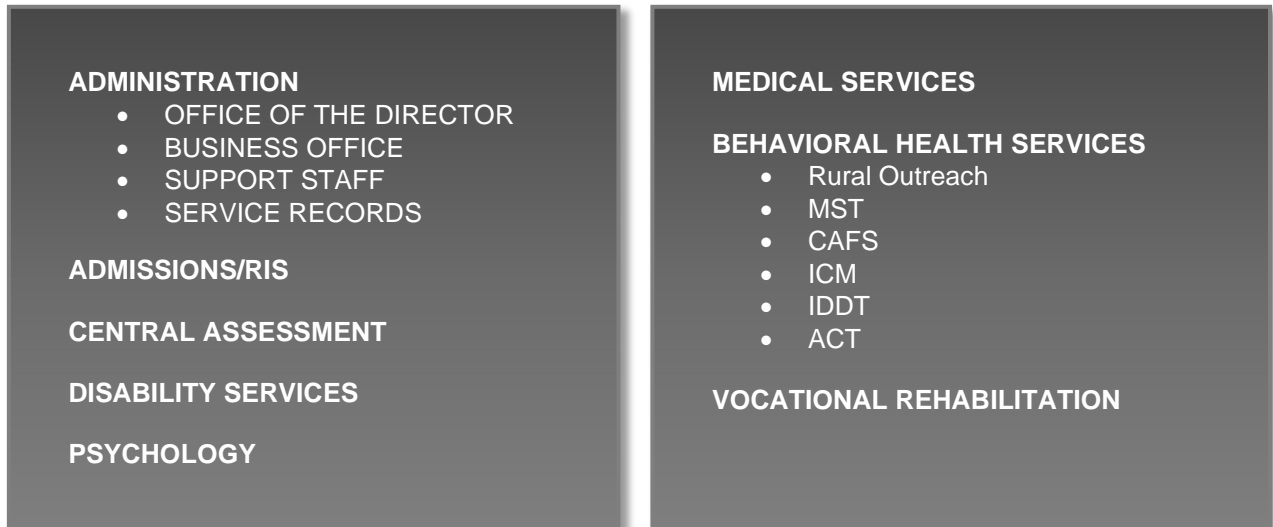 ADMINISTRATION
• OFFICE OF THE DIRECTOR
• BUSINESS OFFICE
• SUPPORT STAFF
• SERVICE RECORDS
ADMISSIONS/RIS
CENTRAL ASSESSMENT
DISABILITY SERVICES
PSYCHOLOGY
MEDICAL SERVICES
BEHAVIORAL HEALTH SERVICES
• Rural Outreach
• MST
• CAFS
• ICM
• IDDT
• ACT
VOCATIONAL REHABILITATION